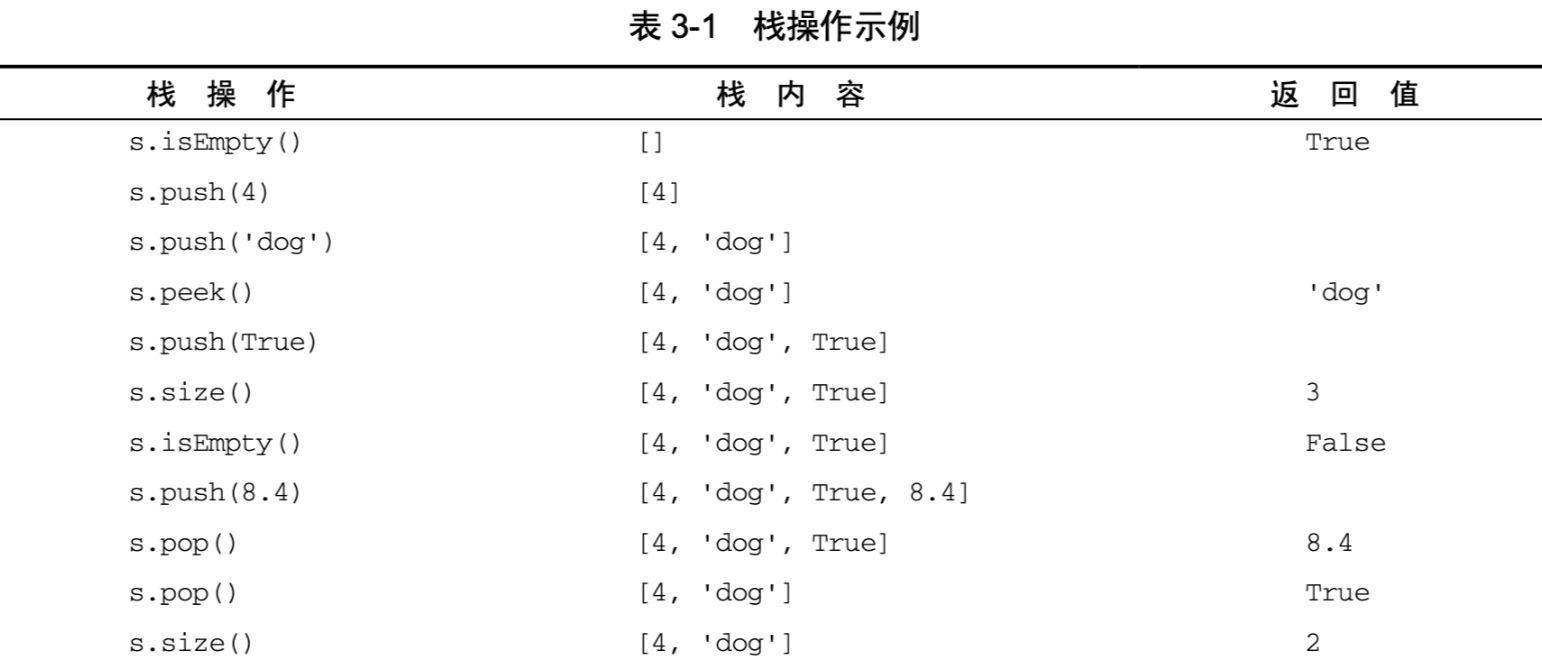 表 3-1 栈操作示例
栈 操 作 栈 内 容 返 回 值
s.isEmpty() [] True
s.push(4) [4]
s.push('dog') [4, 'dog']
s.peek() [4, 'dog'] 'dog'
s.push(True) [4, 'dog', True]
s.size() [4, 'dog', True] 3
s.isEmpty() [4, 'dog', True] False
s.push(8.4) [4, 'dog', True, 8.4]
s.pop() [4, 'dog', True] 8.4
s.pop() [4, 'dog'] True
s.size() [4, 'dog'] 2